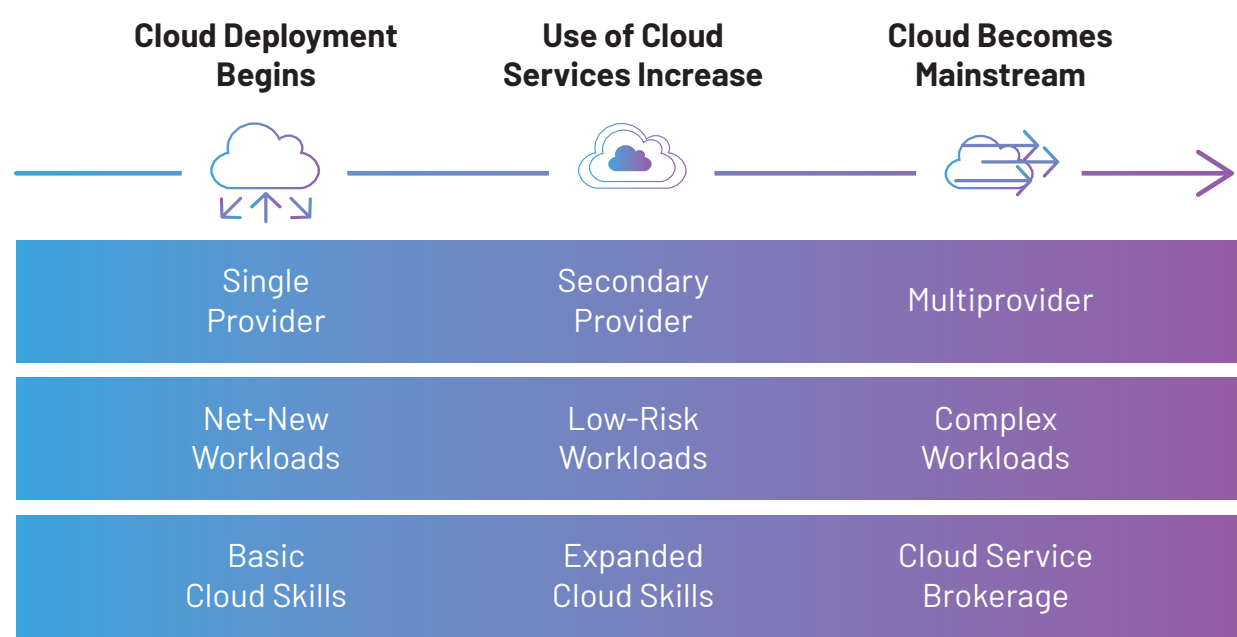 Cloud Deployment
Begins
Use of Cloud
Services Increase
Cloud Becomes
Mainstream
Single
Provider
Secondary
Provider
Multiprovider
Net-New
Workloads
Low-Risk
Workloads
Complex
Workloads
Basic
Cloud Skills
Expanded
Cloud Skills
Cloud Service
Brokerage